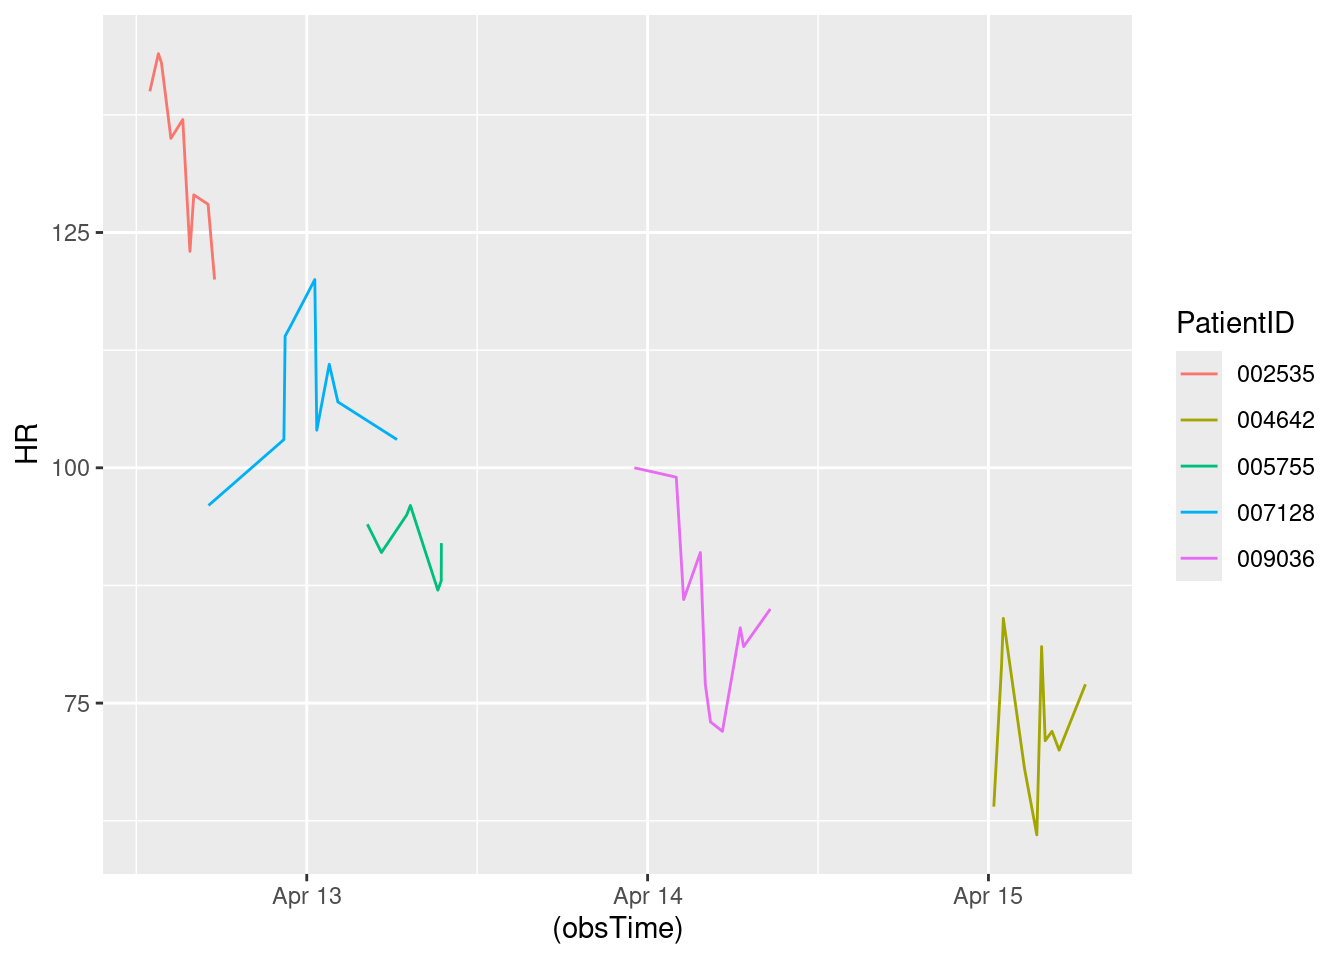 125
100
75
HR
Apr 13
Apr 14
Apr 15
(obsTime)
PatientID
002535
004642
005755
007128
009036